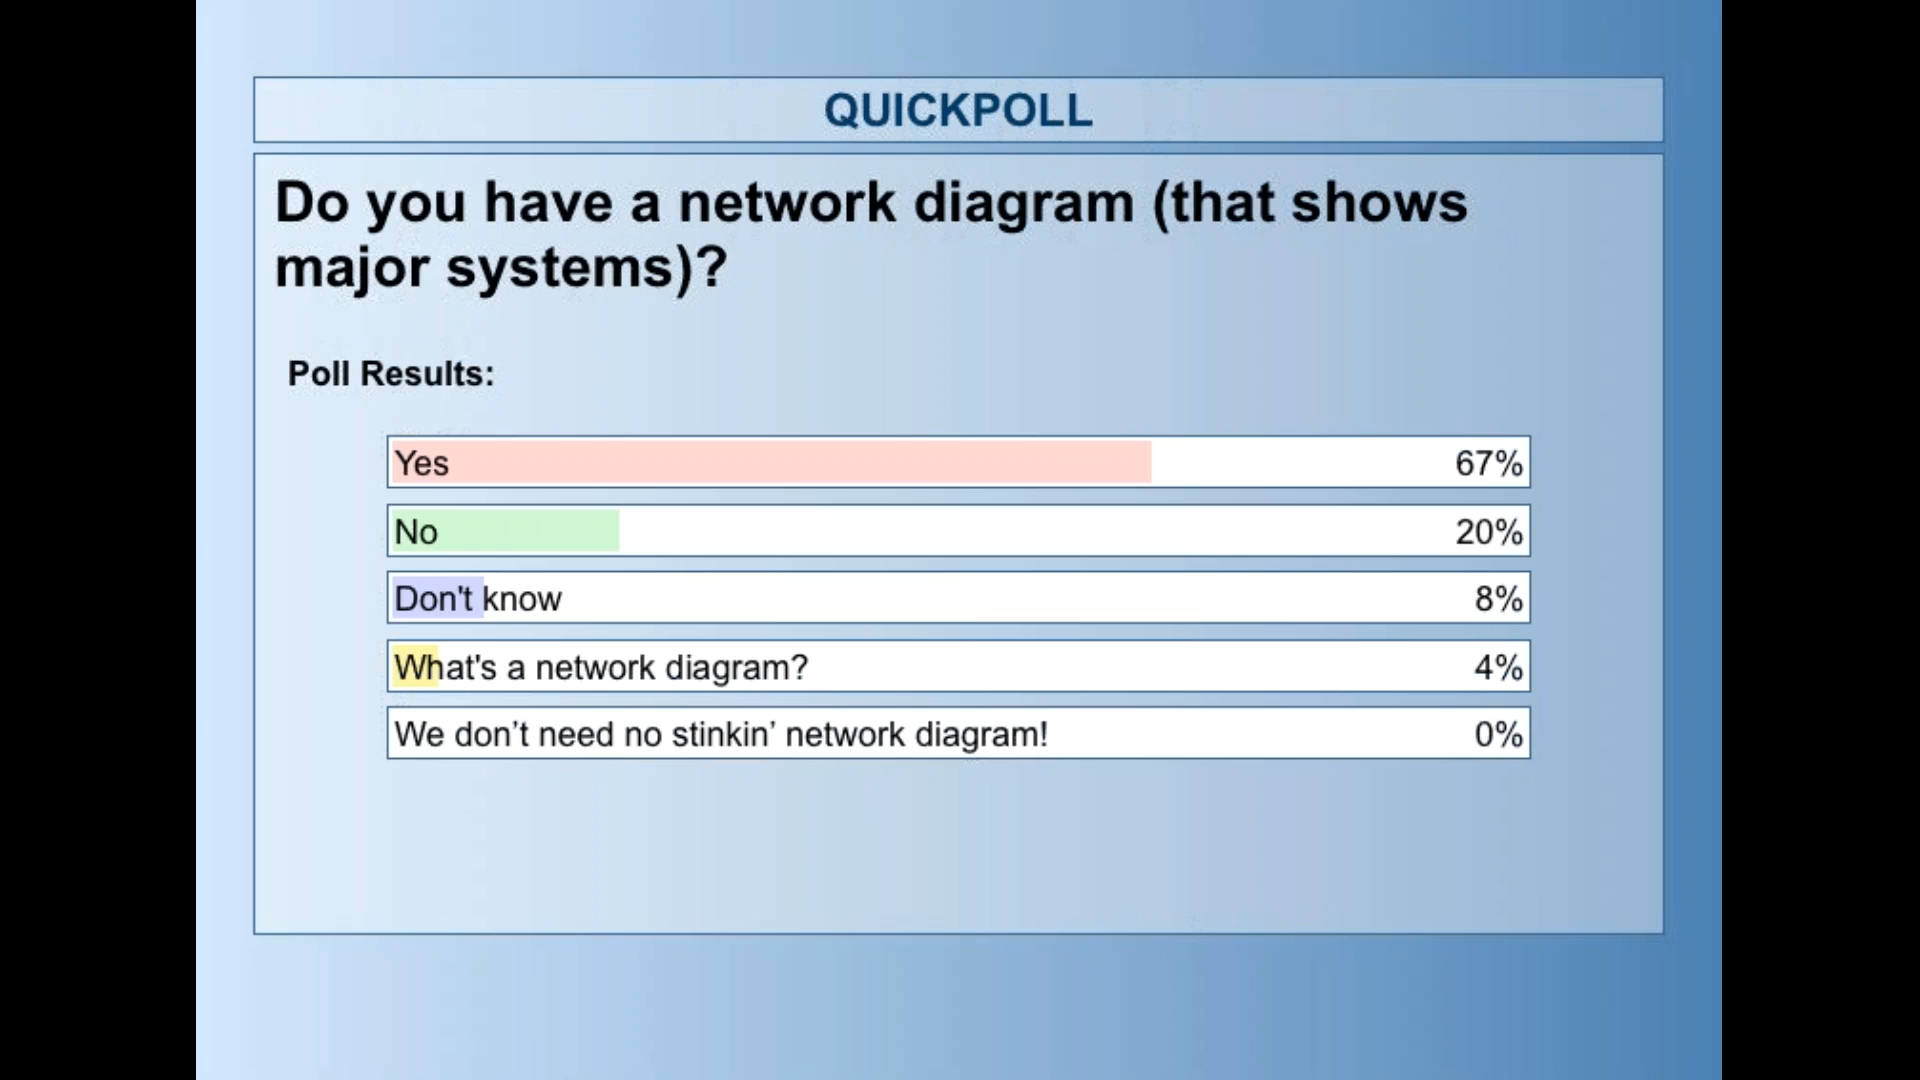 QUICKPOLL
Do you have a network diagram (that shows
major systems)?
Poll Results:
Yes 67%
No 20%
Don't know 8%
What's a network diagram? 4%
We don’t need no stinkin’ network diagram! 0%